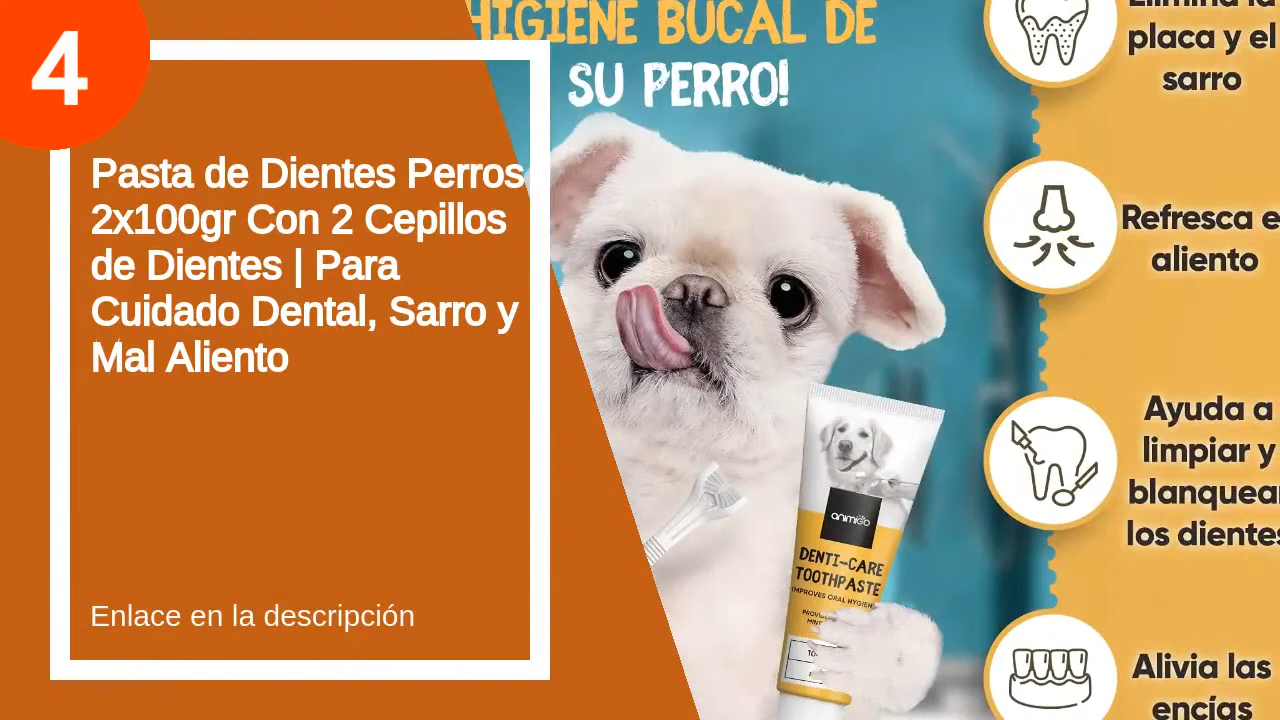 4
Pasta de Dientes Perros
2x100gr Con 2 Cepillos
de Dientes | Para
Cuidado Dental, Sarro y
Mal Aliento
Enlace en la descripción
HIGIENE BUCAL DE
SU PERRO!
placa y el
sarro
Refresca e
aliento
Ayuda a
limpiar y
blanquear
los dientes
Alivia las
encías
animigo
DENTI-CARE
TOOTHPASTE
IMPROVES ORAL HYGIENE